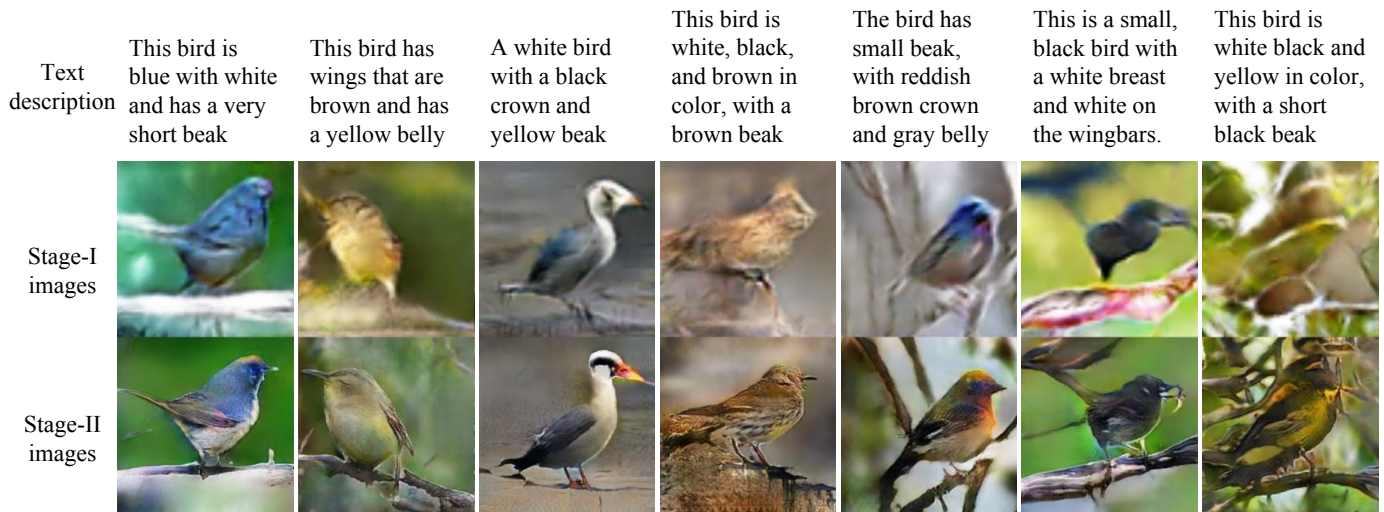 Text
description
This bird is
blue with white
and has a very
short beak
This bird has
wings that are
brown and has
a yellow belly
A white bird
with a black
crown and
yellow beak
This bird is
white, black,
and brown in
color, with a
brown beak
The bird has
small beak,
with reddish
brown crown
and gray belly
This is a small,
black bird with
a white breast
and white on
the wingbars.
This bird is
white black and
yellow in color,
with a short
black beak
Stage-I
images
Stage-II
images